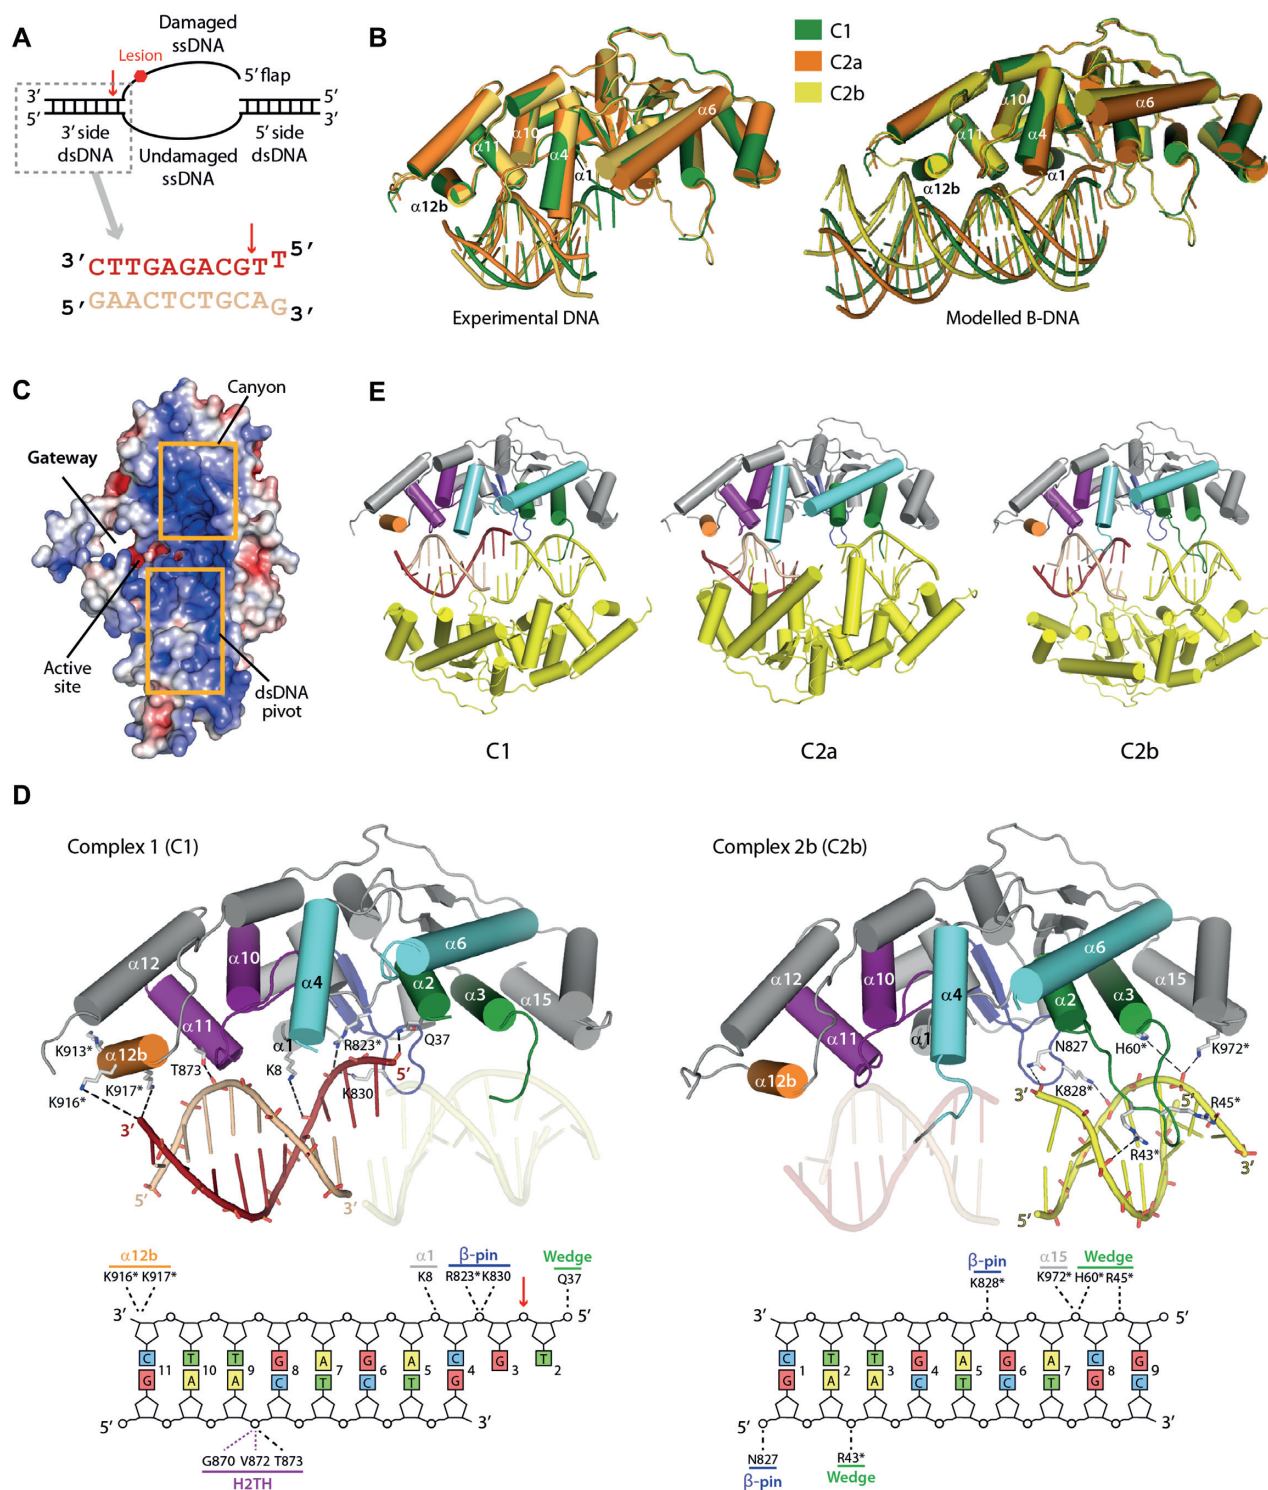 A
Damaged
ssDNA
Lesion
5′ flap
3′
5′
5′
3′
3′ side
dsDNA
Undamaged
ssDNA
5′ side
dsDNA
3′CTTGAGACGTT5′
5′GAACTCTGCAG3′
B
C1
C2a
C2b
α10
α11
α4
α6
α1
α12b
Experimental DNA
α10
α11
α4
α6
α1
α12b
Modelled B-DNA
C
Canyon
Gateway
Active
site
dsDNA
pivot
E
C1
C2a
C2b
D
Complex 1 (C1)
α12
α10
α4
α6
α2
α3
α15
α11
α1
K913*
α12b
T873
K8
R823*
Q37
K916*
K917*
K830
5′
3′
5′
3′
Complex 2b (C2b)
α12
α10
α4
α6
α2
α3
α15
α11
α1
α12b
N827
H60*
K972*
K828*
3′
5′
R45*
R43*
3′
5′
α12b
K916* K917*
α1
K8
β-pin
R823* K830
Wedge
Q37
3′
5′
C T T G A G A C G T
11 10 9 8 7 6 5 4 3 2
G A A C T C T G
5′
3′
G870 V872 T873
H2TH
β-pin
K828*
α15
K972*
Wedge
H60* R45*
3′
5′
C T T G A G A C G
1 2 3 4 5 6 7 8 9
G A A C T C T G C
5′
3′
N827
β-pin
R43*
Wedge